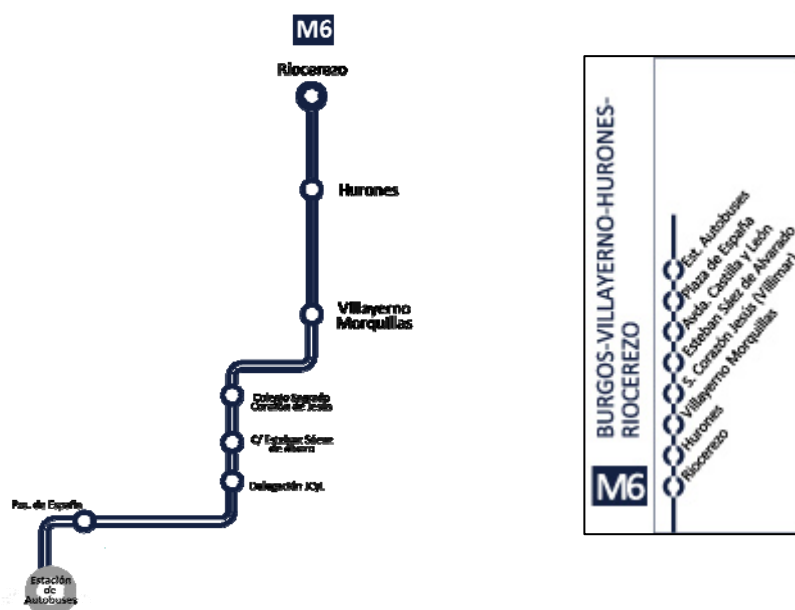 M6
Riocerezo
Hurones
Villayerno
Morquillas
Colegio Sagrado
Corazón de Jesús
C/ Esteban Sáenz
de Alvaro
Delegación JCyL
Pza. de España
Estación
de
Autobuses
BURGOS-VILLAYERNO-HURONES-
RIOCEREZO
M6
Est. Autobuses
Plaza de España
Avda. Castilla y León
Esteban Sáez de Alvarado
S. Corazón Jesús (Villimar)
Villayerno Morquillas
Hurones
Riocerezo